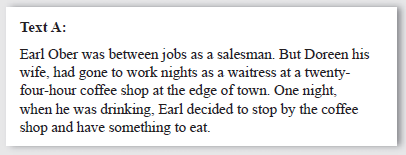 Text A:
Earl Ober was between jobs as a salesman. But Doreen his
wife, had gone to work nights as a waitress at a twenty-
four-hour coffee shop at the edge of town. One night,
when he was drinking, Earl decided to stop by the coffee
shop and have something to eat.